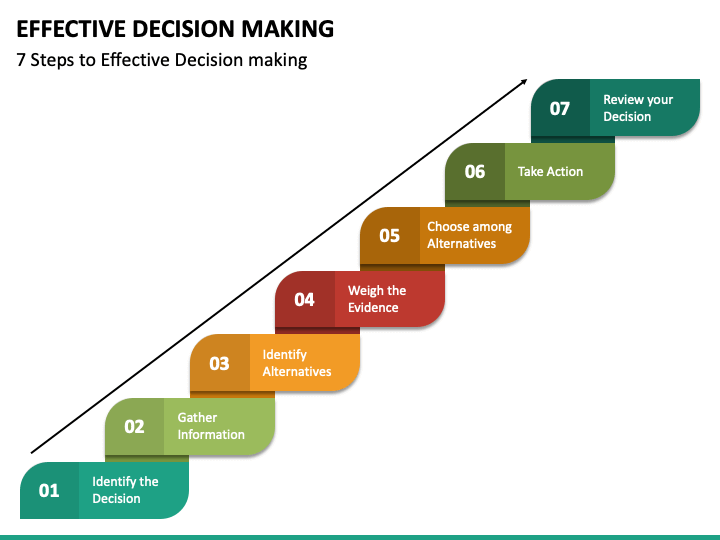 EFFECTIVE DECISION MAKING
7 Steps to Effective Decision making
07
Review your
Decision
06
Take Action
05
Choose among
Alternatives
04
Weigh the
Evidence
03
Identify
Alternatives
02
Gather
Information
01
Identify the
Decision